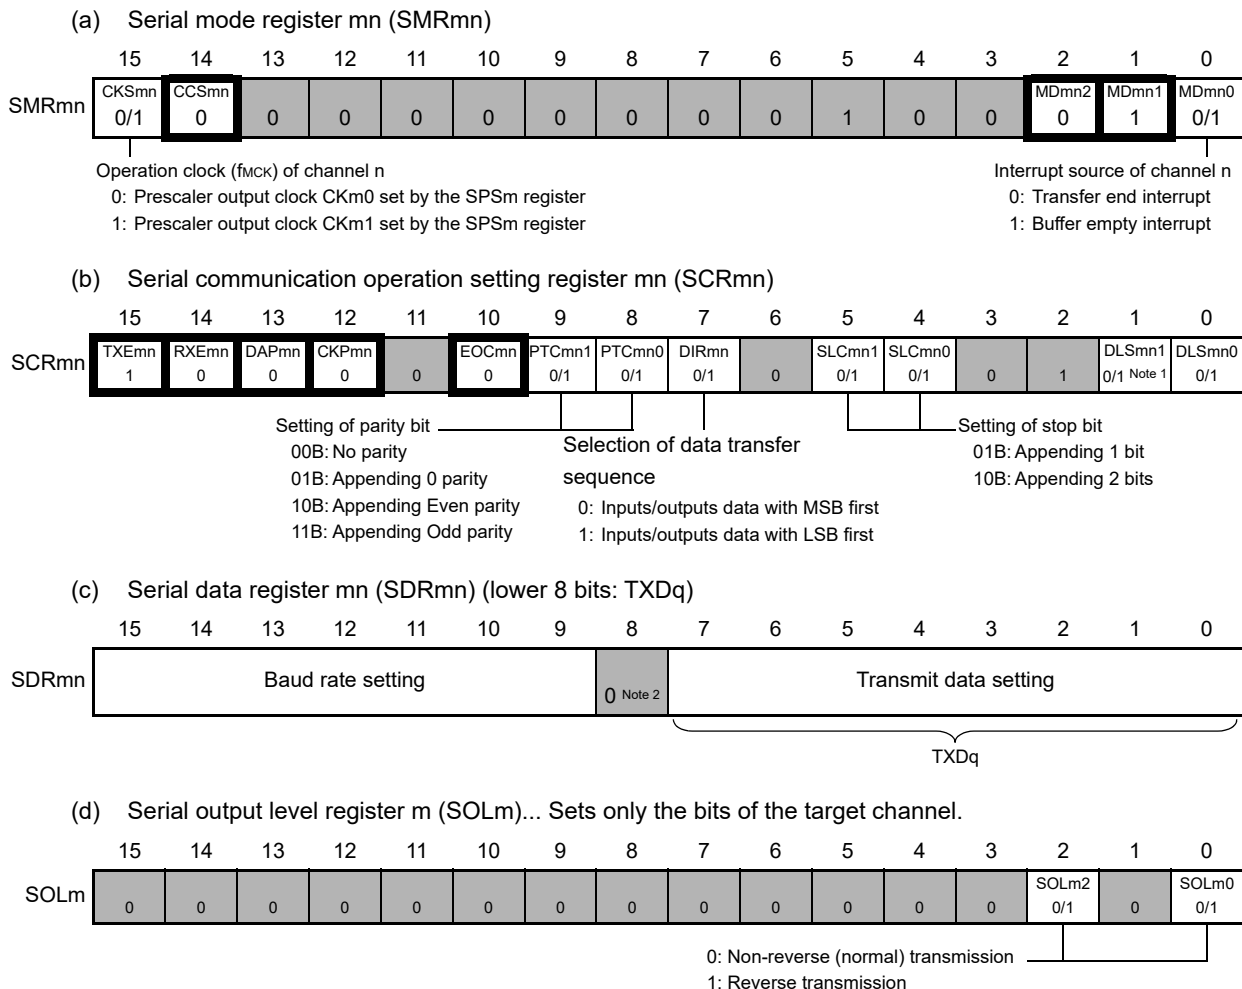 (a) Serial mode register mn (SMRmn)
15 14 13 12 11 10 9 8 7 6 5 4 3 2 1 0
CKSmn CCSmn MDmn2 MDmn1 MDmn0
SMRmn 0/1 0 0 0 0 0 0 0 0 0 1 0 0 0 1 0/1
Operation clock (fMCK) of channel n
0: Prescaler output clock CKm0 set by the SPSm register
1: Prescaler output clock CKm1 set by the SPSm register
Interrupt source of channel n
0: Transfer end interrupt
1: Buffer empty interrupt
(b) Serial communication operation setting register mn (SCRmn)
15 14 13 12 11 10 9 8 7 6 5 4 3 2 1 0
TXEmn RXEmn DAPmn CKPmn EOCmn PTCmn1 PTCmn0 DIRmn SLCmn1 SLCmn0 DLSmn1 DLSmn0
SCRmn 1 0 0 0 0 0 0/1 0/1 0/1 0 0/1 0/1 0 1 0/1 Note 1 0/1
Setting of parity bit
00B: No parity
01B: Appending 0 parity
10B: Appending Even parity
11B: Appending Odd parity
Selection of data transfer
sequence
0: Inputs/outputs data with MSB first
1: Inputs/outputs data with LSB first
Setting of stop bit
01B: Appending 1 bit
10B: Appending 2 bits
(c) Serial data register mn (SDRmn) (lower 8 bits: TXDq)
15 14 13 12 11 10 9 8 7 6 5 4 3 2 1 0
SDRmn Baud rate setting 0 Note 2 Transmit data setting
TXDq
(d) Serial output level register m (SOLm)... Sets only the bits of the target channel.
15 14 13 12 11 10 9 8 7 6 5 4 3 2 1 0
SOLm2 SOLm0
SOLm 0 0 0 0 0 0 0 0 0 0 0 0 0 0/1 0 0/1
0: Non-reverse (normal) transmission
1: Reverse transmission